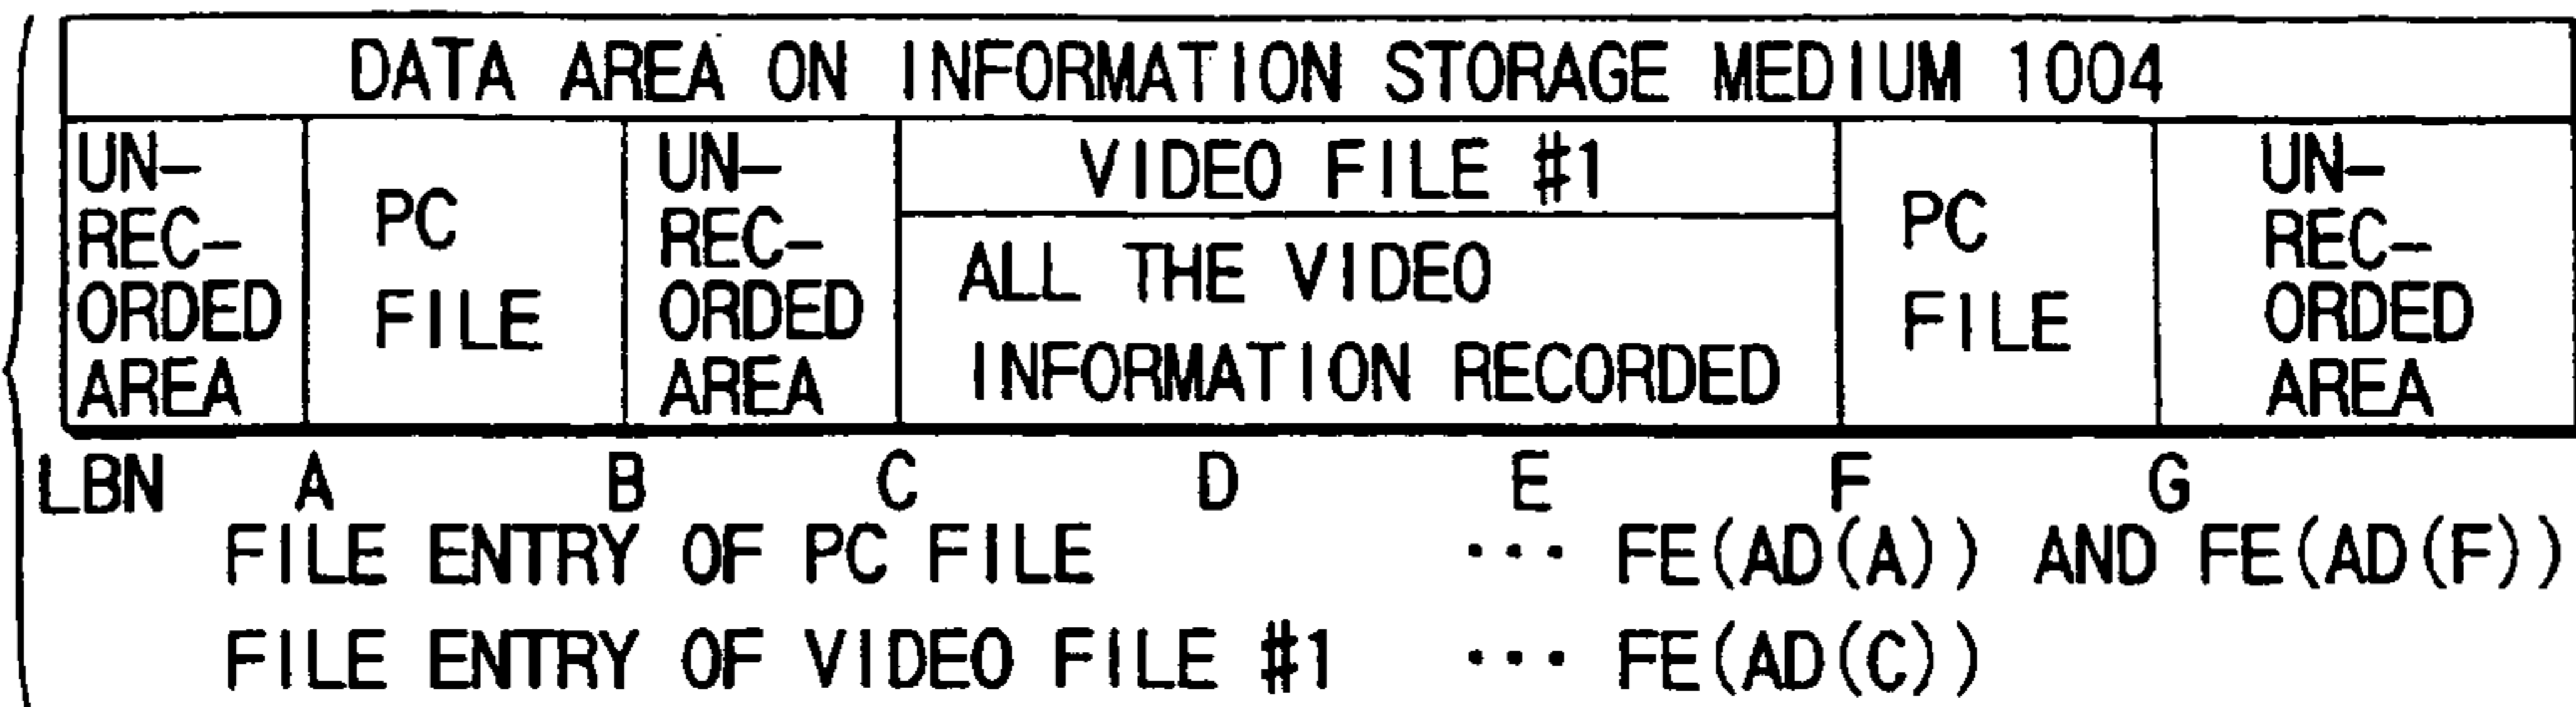 DATA AREA ON INFORMATION STORAGE MEDIUM 1004
UN-
REC-
ORDED
AREA
PC
FILE
UN-
REC-
ORDED
AREA
VIDEO FILE #1
ALL THE VIDEO
INFORMATION RECORDED
PC
FILE
UN-
REC-
ORDED
AREA
LBN A B C D E F G
FILE ENTRY OF PC FILE ... FE(AD(A)) AND FE(AD(F))
FILE ENTRY OF VIDEO FILE #1 ... FE(AD(C))